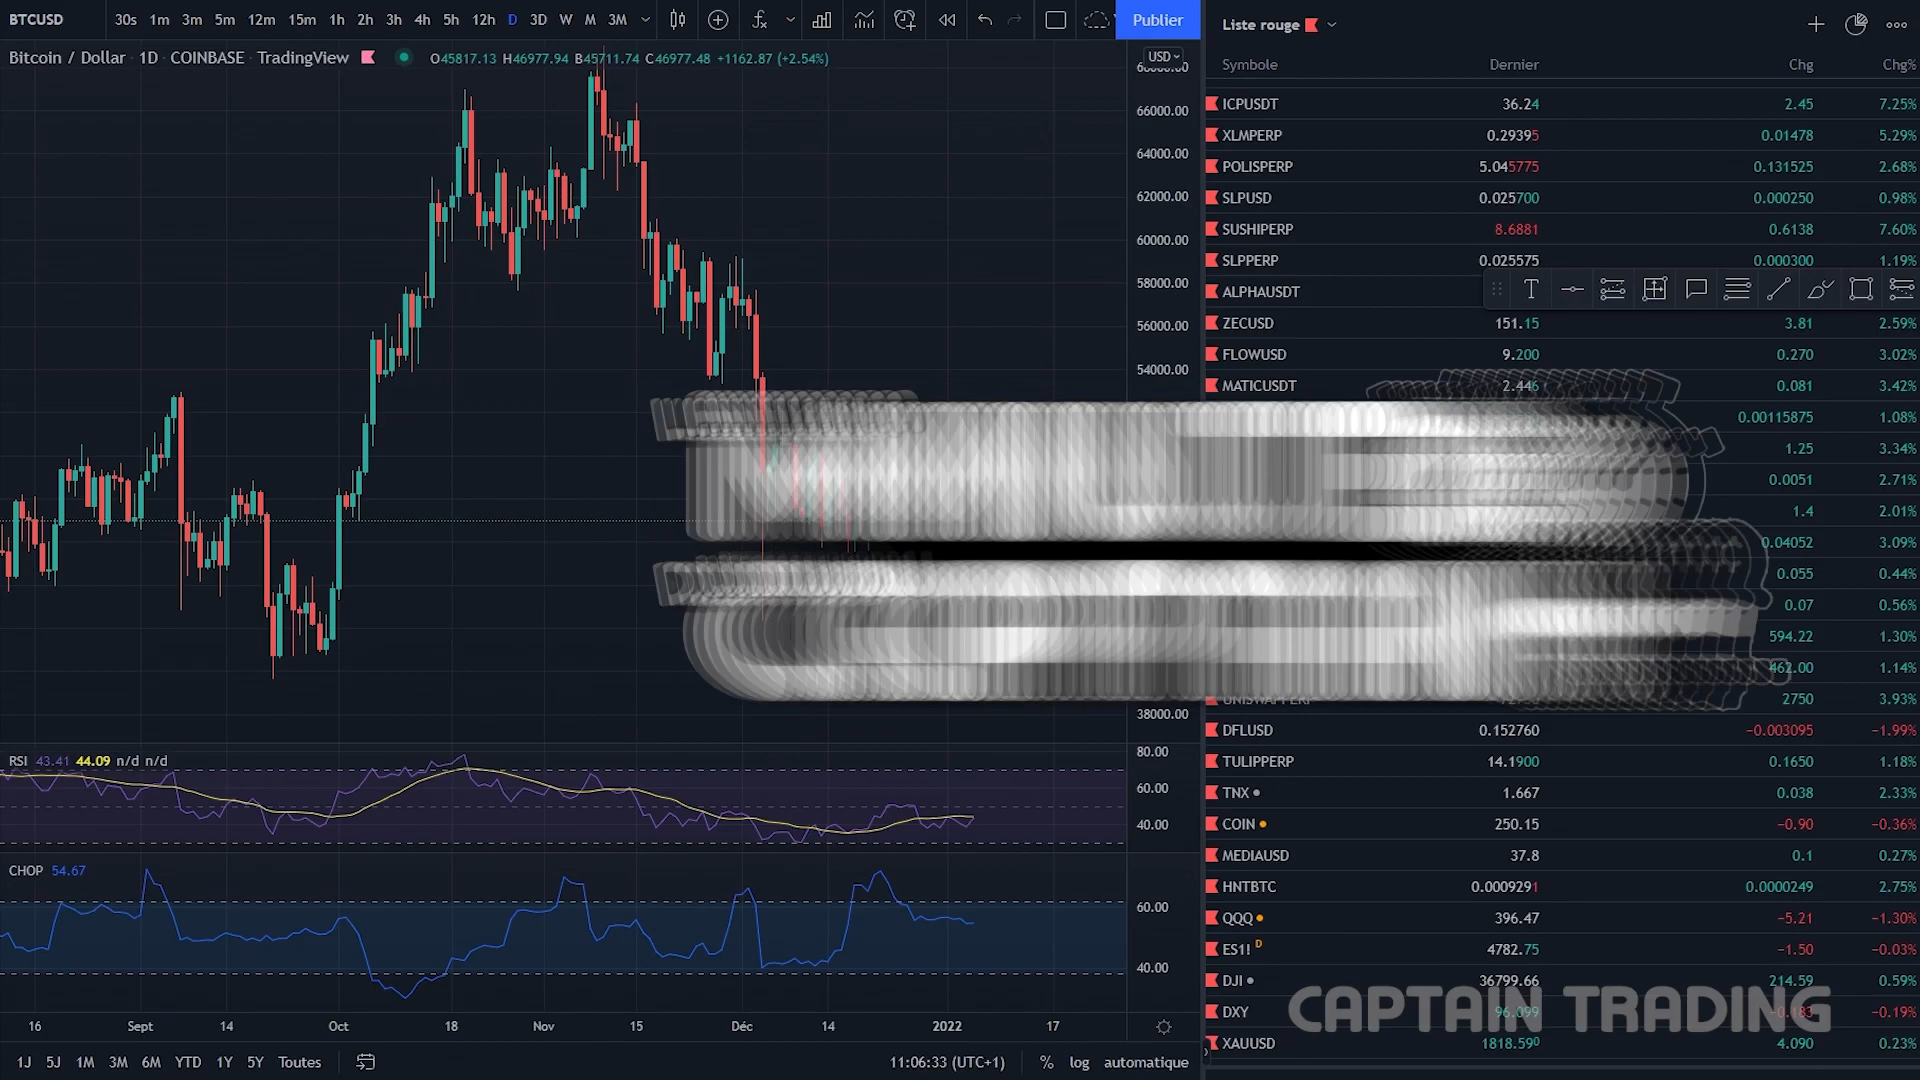 BTCUSD 30s 1m 3m 5m 12m 15m 1h 2h 3h 4h 5h 12h D 3D W M 3M Publier
Bitcoin / Dollar · 1D · COINBASE · TradingView O45817.13 H46977.94 B45711.74 C46977.48 +1162.87 (+2.54%)
USD
66000.00
64000.00
62000.00
60000.00
58000.00
56000.00
54000.00
38000.00
RSI 43.41 44.09 n/d n/d
80.00
60.00
40.00
CHOP 54.67
60.00
40.00
16 Sept 14 Oct 18 Nov 15 Déc 14 2022 17
1J 5J 1M 3M 6M YTD 1Y 5Y Toutes 11:06:33 (UTC+1) % log automatique
Liste rouge
Symbole Dernier Chg Chg%
ICPUSDT 36.24 2.45 7.25%
XLMPERP 0.29395 0.01478 5.29%
POLISPERP 5.045775 0.131525 2.68%
SLPUSD 0.025700 0.000250 0.98%
SUSHIPERP 8.6881 0.6138 7.60%
SLPPERP 0.025575 0.000300 1.19%
ALPHAUSDT
ZECUSD 151.15 3.81 2.59%
FLOWUSD 9.200 0.270 3.02%
MATICUSDT 2.446 0.081 3.42%
0.00115875 1.08%
1.25 3.34%
0.0051 2.71%
1.4 2.01%
0.04052 3.09%
0.055 0.44%
0.07 0.56%
594.22 1.30%
462.00 1.14%
UNISWAPPERP 2750 3.93%
DFLUSD 0.152760 −0.003095 −1.99%
TULIPPERP 14.1900 0.1650 1.18%
TNX 1.667 0.038 2.33%
COIN 250.15 −0.90 −0.36%
MEDIAUSD 37.8 0.1 0.27%
HNTBTC 0.0009291 0.0000249 2.75%
QQQ 396.47 −5.21 −1.30%
ES1! D 4782.75 −1.50 −0.03%
DJI 36799.66 214.59 0.59%
DXY 96.099 −0.183 −0.19%
XAUUSD 1818.590 4.090 0.23%
CAPTAIN TRADING